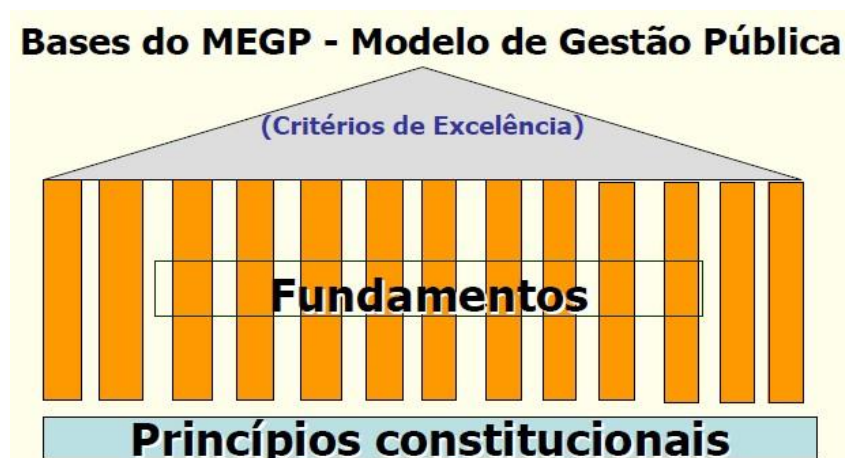 Bases do MEGP - Modelo de Gestão Pública
(Critérios de Excelência)
Fundamentos
Princípios constitucionais